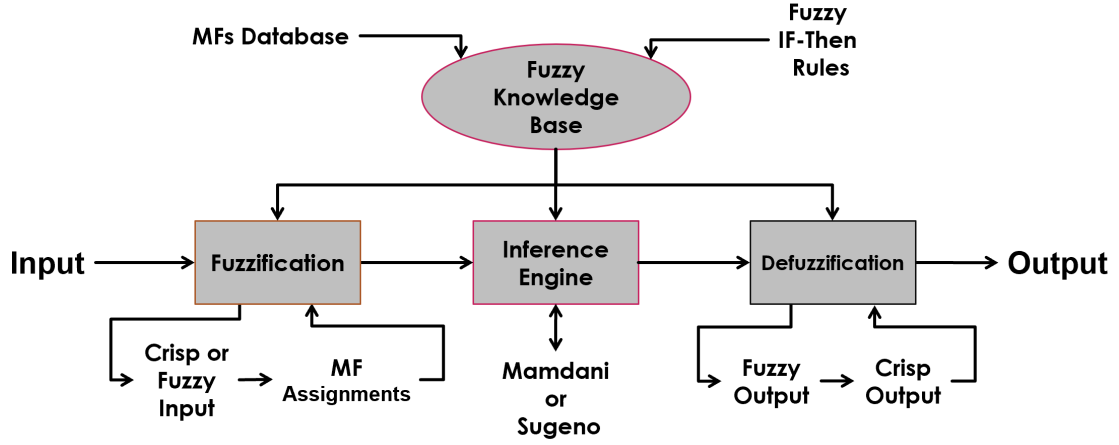 MFs Database
Fuzzy
IF-Then
Rules
Fuzzy
Knowledge
Base
Input
Fuzzification
Inference
Engine
Defuzzification
Output
Crisp or
Fuzzy
Input
MF
Assignments
Mamdani
or
Sugeno
Fuzzy
Output
Crisp
Output